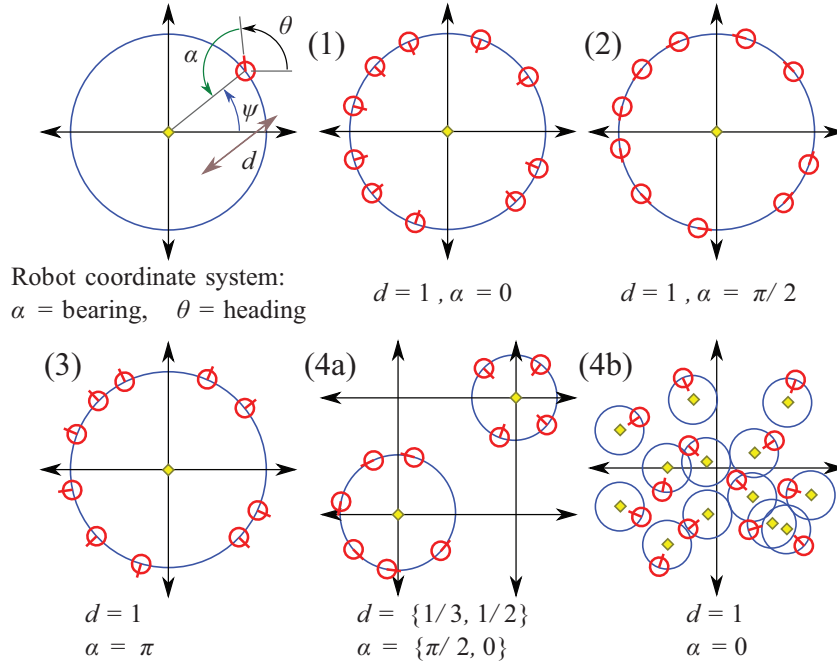 θ
α
ψ
d
(1)
(2)
Robot coordinate system:
α = bearing, θ = heading
d = 1 , α = 0
d = 1 , α = π/ 2
(3)
(4a)
(4b)
d = 1
α = π
d = {1/3, 1/2}
α = {π/ 2, 0}
d = 1
α = 0